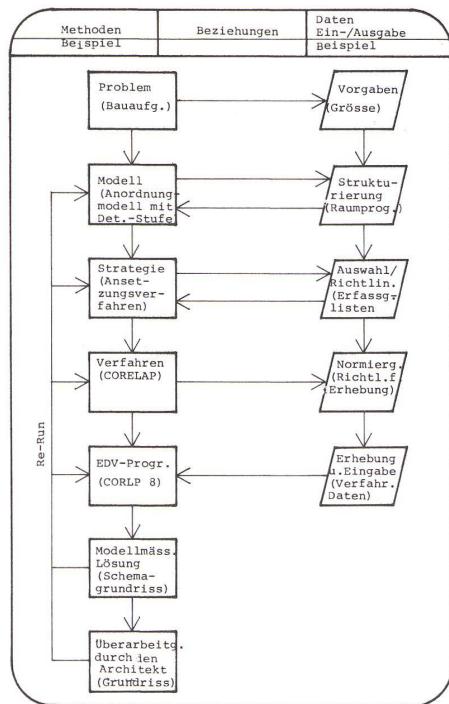 Methoden
Beispiel
Beziehungen
Daten
Ein-/Ausgabe
Beispiel
Problem
(Bauaufg.)
Vorgaben
(Grösse)
Modell
(Anordnung-
modell mit
Det.-Stufe)
Struktu-
rierung
(Raumprog.)
Strategie
(Anset-
zungsver-
fahren)
Auswahl/
Richtlin.
(Erfassg-
listen
Verfahren
(CORELAP)
Normierg.
(Richtl.f.
Erhebung)
EDV-Progr.
(CORLP 8)
Erhebung
u.Eingabe
(Verfahr.
Daten)
Modellmäss.
Lösung
(Schema-
grundriss)
Überarbeitg.
durch den
Architekt
(Grundriss)
Re-Run